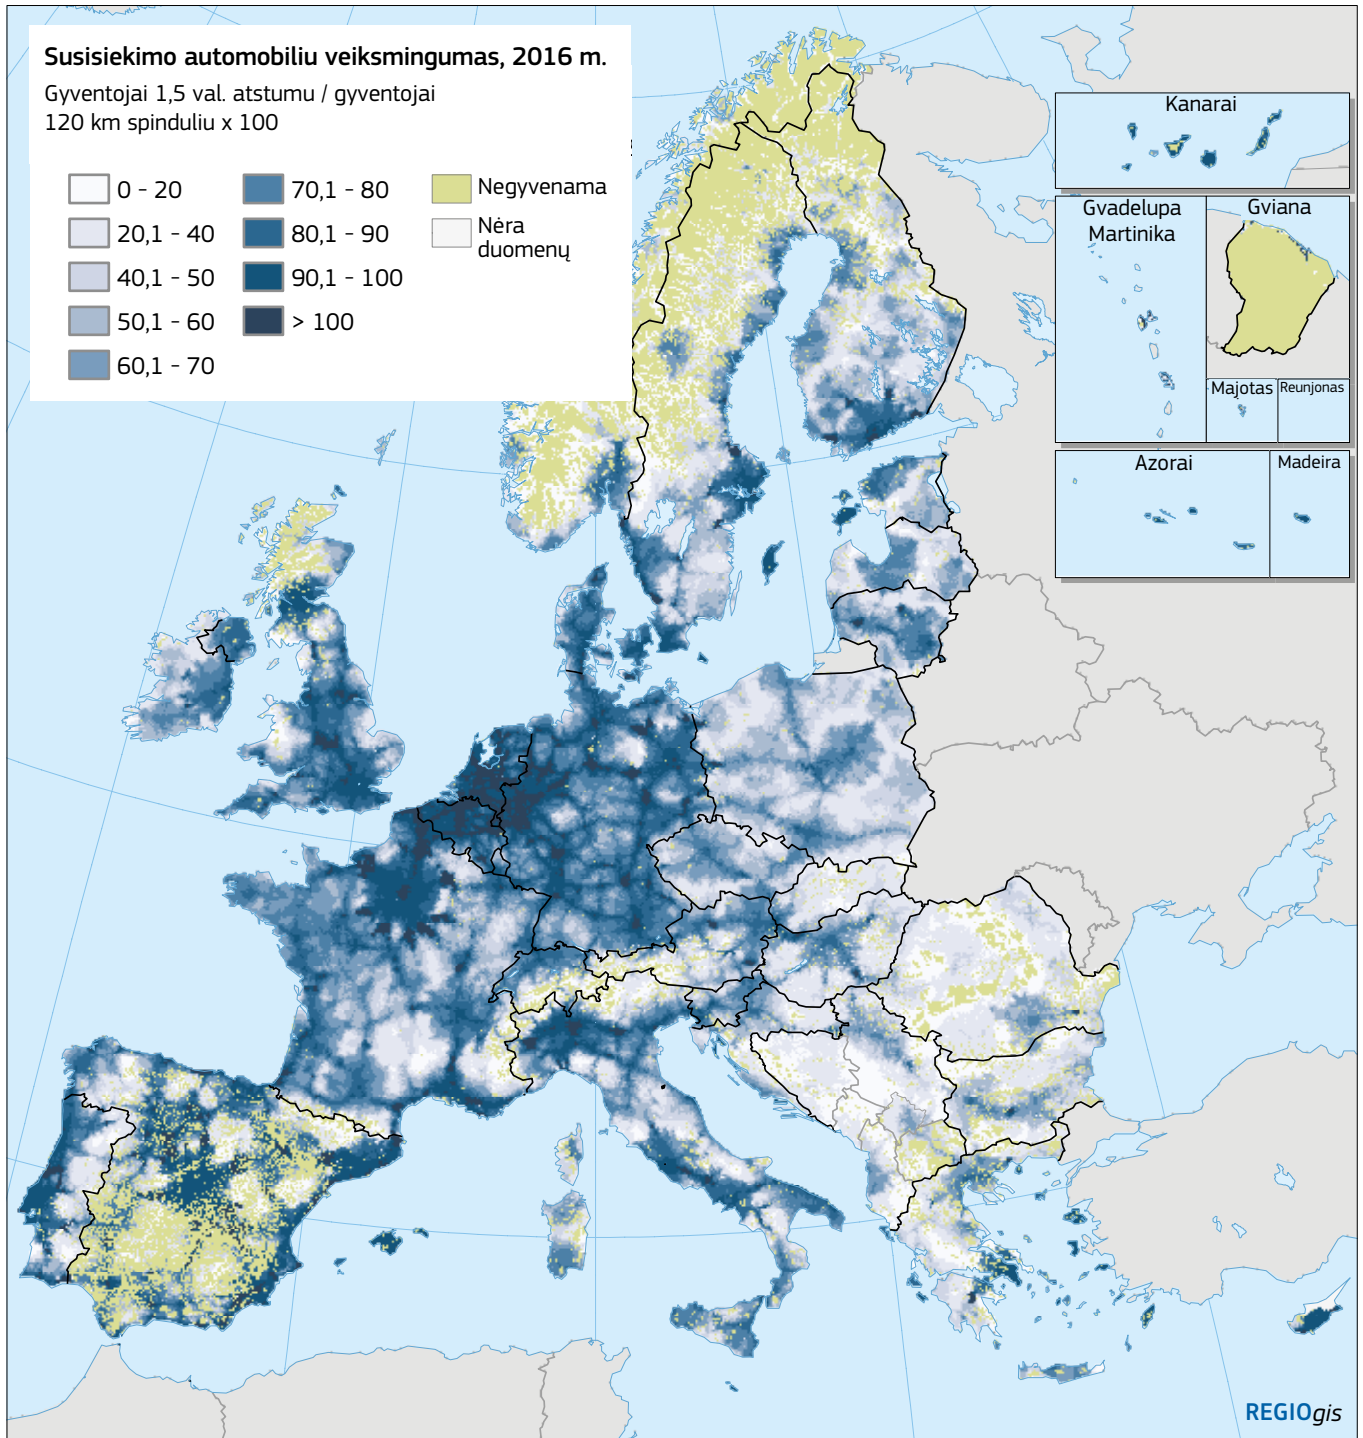 Susisiekimo automobiliu veiksmingumas, 2016 m.
Gyventojai 1,5 val. atstumu / gyventojai
120 km spinduliu x 100
0 - 20
20,1 - 40
40,1 - 50
50,1 - 60
60,1 - 70
70,1 - 80
80,1 - 90
90,1 - 100
> 100
Negyvenama
Nėra
duomenų
Kanarai
Gvadelupa
Martinika
Gviana
Majotas
Reunjonas
Azorai
Madeira
REGIOgis